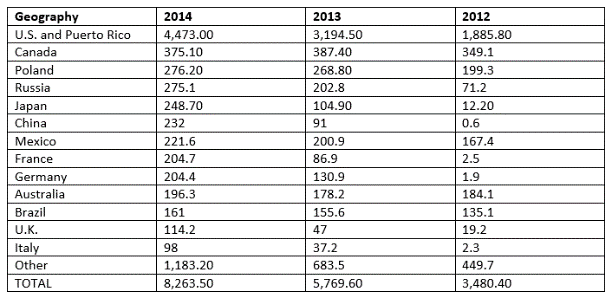 Geography 2014 2013 2012
U.S. and Puerto Rico 4,473.00 3,194.50 1,885.80
Canada 375.10 387.40 349.1
Poland 276.20 268.80 199.3
Russia 275.1 202.8 71.2
Japan 248.70 104.90 12.20
China 232 91 0.6
Mexico 221.6 200.9 167.4
France 204.7 86.9 2.5
Germany 204.4 130.9 1.9
Australia 196.3 178.2 184.1
Brazil 161 155.6 135.1
U.K. 114.2 47 19.2
Italy 98 37.2 2.3
Other 1,183.20 683.5 449.7
TOTAL 8,263.50 5,769.60 3,480.40